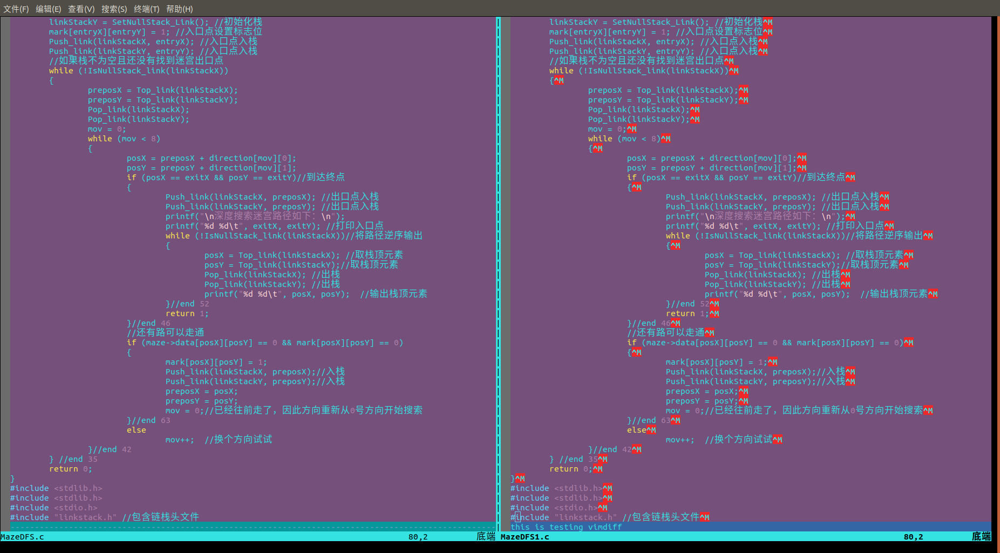 文件(F) 编辑(E) 查看(V) 搜索(S) 终端(T) 帮助(H)
linkStackY = SetNullStack_Link(); //初始化栈
mark[entryX][entryY] = 1; //入口点设置标志位
Push_link(linkStackX, entryX); //入口点入栈
Push_link(linkStackY, entryY); //入口点入栈
//如果栈不为空且还没有找到迷宫出口点
while (!IsNullStack_link(linkStackX))
{
preposX = Top_link(linkStackX);
preposY = Top_link(linkStackY);
Pop_link(linkStackX);
Pop_link(linkStackY);
mov = 0;
while (mov < 8)
{
posX = preposX + direction[mov][0];
posY = preposY + direction[mov][1];
if (posX == exitX && posY == exitY)//到达终点
{
Push_link(linkStackX, preposX); //出口点入栈
Push_link(linkStackY, preposY); //出口点入栈
printf("\n深度搜索迷宫路径如下：\n");
printf("%d %d\t", exitX, exitY); //打印入口点
while (!IsNullStack_link(linkStackX))//将路径逆序输出
{
posX = Top_link(linkStackX); //取栈顶元素
posY = Top_link(linkStackY);//取栈顶元素
Pop_link(linkStackX); //出栈
Pop_link(linkStackY); //出栈
printf("%d %d\t", posX, posY);  //输出栈顶元素
}//end 52
return 1;
}//end 46
//还有路可以走通
if (maze->data[posX][posY] == 0 && mark[posX][posY] == 0)
{
mark[posX][posY] = 1;
Push_link(linkStackX, preposX);//入栈
Push_link(linkStackY, preposY);//入栈
preposX = posX;
preposY = posY;
mov = 0;//已经往前走了，因此方向重新从0号方向开始搜索
}//end 63
else
mov++;  //换个方向试试
}//end 42
} //end 35
return 0;
}
#include <stdlib.h>
#include <stdlib.h>
#include <stdio.h>
#include "linkstack.h" //包含链栈头文件
MazeDFS.c 80,2 底端
linkStackY = SetNullStack_Link(); //初始化栈^M
mark[entryX][entryY] = 1; //入口点设置标志位^M
Push_link(linkStackX, entryX); //入口点入栈^M
Push_link(linkStackY, entryY); //入口点入栈^M
//如果栈不为空且还没有找到迷宫出口点^M
while (!IsNullStack_link(linkStackX))^M
{^M
preposX = Top_link(linkStackX);^M
preposY = Top_link(linkStackY);^M
Pop_link(linkStackX);^M
Pop_link(linkStackY);^M
mov = 0;^M
while (mov < 8)^M
{^M
posX = preposX + direction[mov][0];^M
posY = preposY + direction[mov][1];^M
if (posX == exitX && posY == exitY)//到达终点^M
{^M
Push_link(linkStackX, preposX); //出口点入栈^M
Push_link(linkStackY, preposY); //出口点入栈^M
printf("\n深度搜索迷宫路径如下：\n");^M
printf("%d %d\t", exitX, exitY); //打印入口点^M
while (!IsNullStack_link(linkStackX))//将路径逆序输出^M
{^M
posX = Top_link(linkStackX); //取栈顶元素^M
posY = Top_link(linkStackY);//取栈顶元素^M
Pop_link(linkStackX); //出栈^M
Pop_link(linkStackY); //出栈^M
printf("%d %d\t", posX, posY);  //输出栈顶元素^M
}//end 52^M
return 1;^M
}//end 46^M
//还有路可以走通^M
if (maze->data[posX][posY] == 0 && mark[posX][posY] == 0)^M
{^M
mark[posX][posY] = 1;^M
Push_link(linkStackX, preposX);//入栈^M
Push_link(linkStackY, preposY);//入栈^M
preposX = posX;^M
preposY = posY;^M
mov = 0;//已经往前走了，因此方向重新从0号方向开始搜索^M
}//end 63^M
else^M
mov++;  //换个方向试试^M
}//end 42^M
} //end 35^M
return 0;^M
}^M
#include <stdlib.h>^M
#include <stdlib.h>^M
#include <stdio.h>^M
#include "linkstack.h" //包含链栈头文件^M
this is testing vimdiff
MazeDFS1.c 80,2 底端